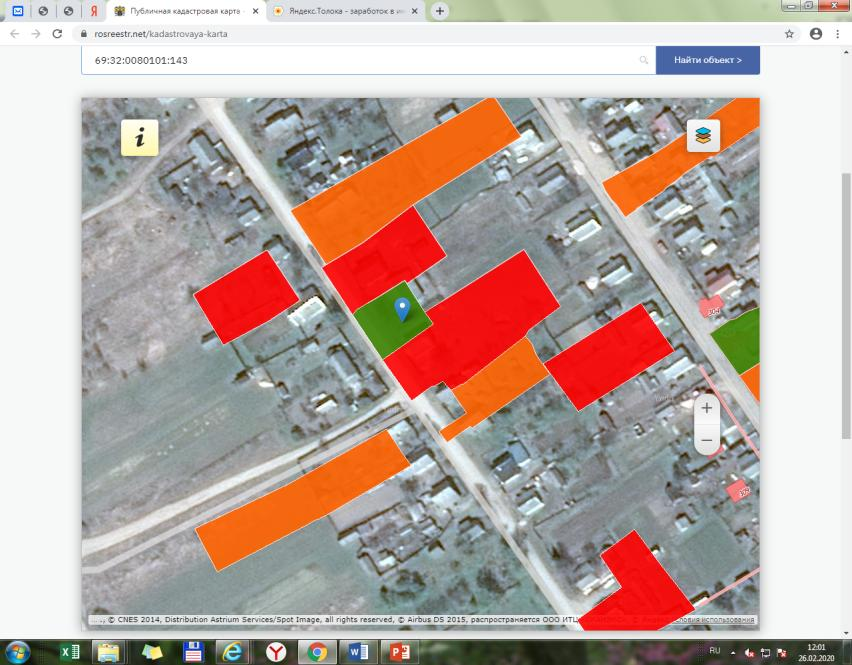 Публичная кадастровая карта
Яндекс.Толока - заработок в ин
rosreestr.net/kadastrovaya-karta
69:32:0080101:143
Найти объект >
i
304
+
−
..., © CNES 2014, Distribution Astrium Services/Spot Image, all rights reserved, © Airbus DS 2015, распространяется ООО ИТЦ
условия использования
RU
12:01
26.02.2020